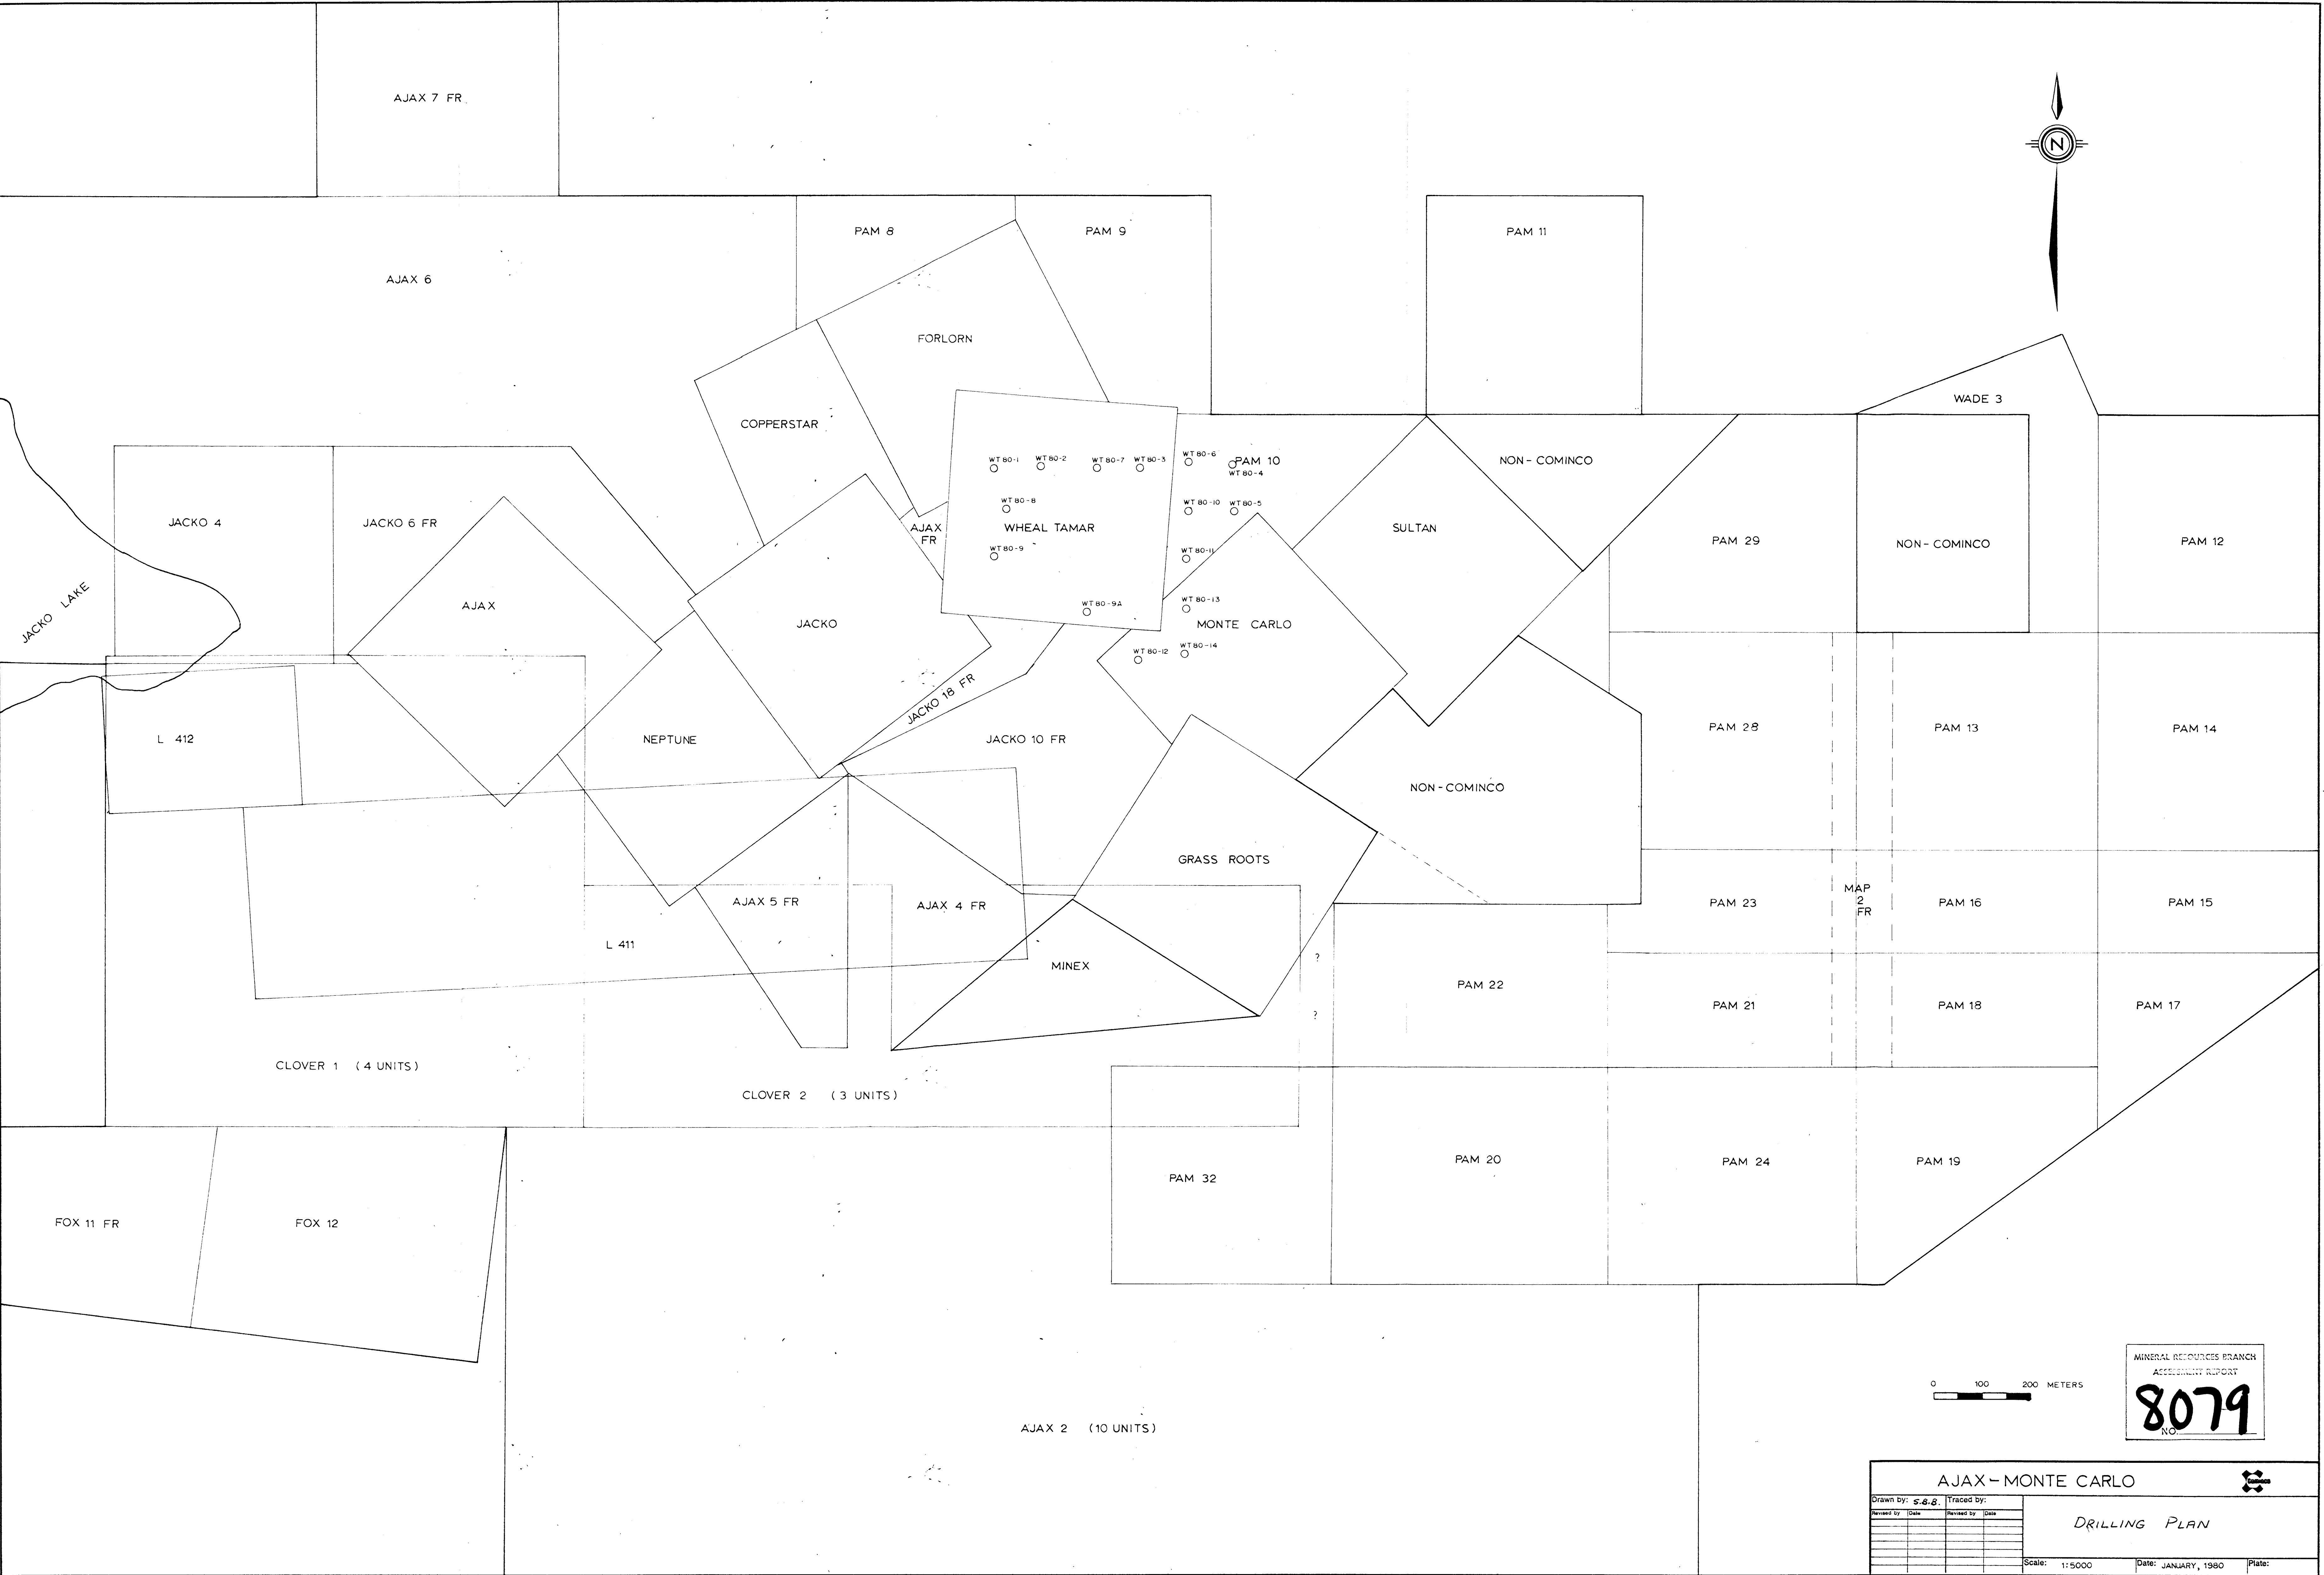 AJAX 7 FR.
N
PAM 8
PAM 9
PAM 11
AJAX 6
FORLORN
WADE 3
COPPERSTAR
WT 80-1
WT 80-2
WT 80-7
WT 80-3
WT 80-6
PAM 10
WT 80-4
NON-COMINCO
JACKO 4
JACKO 6 FR
WT 80-8
WT 80-10
WT 80-5
AJAX
FR
WHEAL TAMAR
SULTAN
PAM 29
NON-COMINCO
PAM 12
WT 80-9
WT 80-11
JACKO LAKE
AJAX
JACKO
WT 80-9A
WT 80-13
MONTE CARLO
WT 80-12
WT 80-14
JACKO 18 FR
L 412
NEPTUNE
JACKO 10 FR
PAM 28
PAM 13
PAM 14
NON-COMINCO
GRASS ROOTS
AJAX 5 FR
AJAX 4 FR
PAM 23
MAP
2
FR
PAM 16
PAM 15
L 411
MINEX
?
PAM 22
?
PAM 21
PAM 18
PAM 17
CLOVER 1 (4 UNITS)
CLOVER 2 (3 UNITS)
PAM 32
PAM 20
PAM 24
PAM 19
FOX 11 FR
FOX 12
AJAX 2 (10 UNITS)
0 100 200 METERS
MINERAL RESOURCES BRANCH
ASSESSMENT REPORT
8079
NO.
AJAX-MONTE CARLO
Cominco
Drawn by: S.B.B. Traced by:
Revised by Date Revised by Date
DRILLING PLAN
Scale: 1:5000 Date: JANUARY, 1980 Plate: